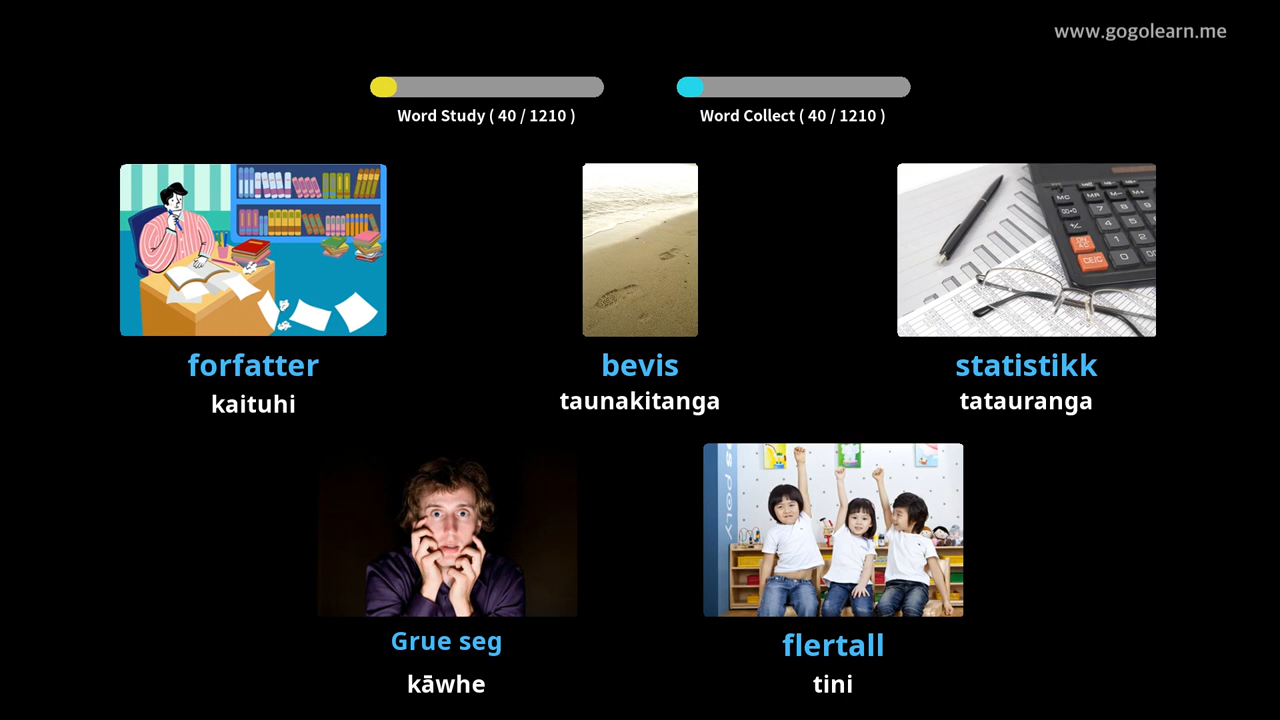 www.gogolearn.me
Word Study ( 40 / 1210 )
Word Collect ( 40 / 1210 )
forfatter
kaituhi
bevis
taunakitanga
statistikk
tatauranga
Grue seg
kāwhe
flertall
tini